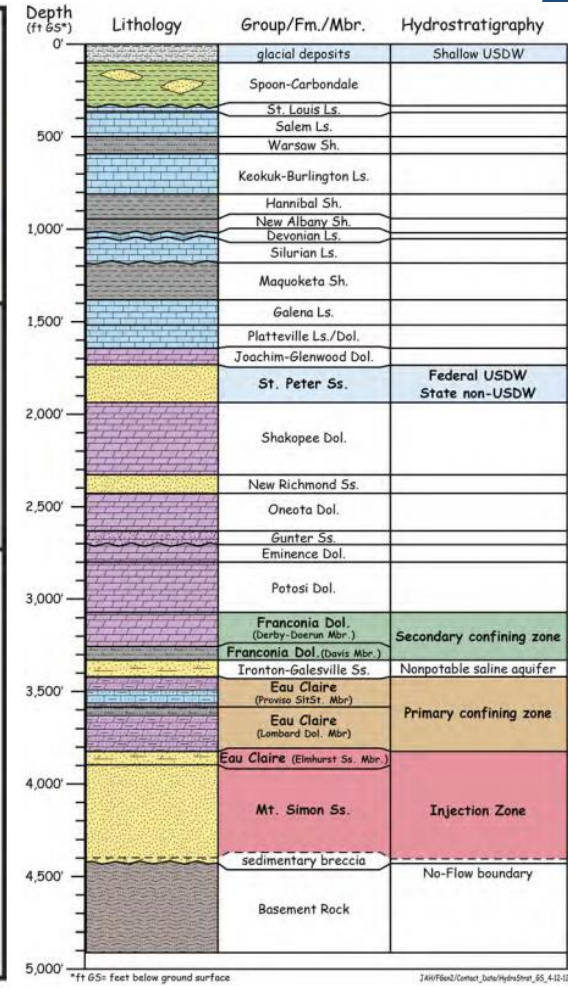 Depth
(ft GS*)
Lithology
Group/Fm./Mbr.
Hydrostratigraphy
0'
glacial deposits
Shallow USDW
Spoon-Carbondale
St. Louis Ls.
Salem Ls.
500'
Warsaw Sh.
Keokuk-Burlington Ls.
Hannibal Sh.
New Albany Sh.
1,000'
Devonian Ls.
Silurian Ls.
Maquoketa Sh.
Galena Ls.
1,500'
Platteville Ls./Dol.
Joachim-Glenwood Dol.
St. Peter Ss.
Federal USDW
State non-USDW
2,000'
Shakopee Dol.
New Richmond Ss.
2,500'
Oneota Dol.
Gunter Ss.
Eminence Dol.
Potosi Dol.
3,000'
Franconia Dol.
(Derby-Doerun Mbr.)
Secondary confining zone
Franconia Dol.(Davis Mbr.)
Ironton-Galesville Ss.
Nonpotable saline aquifer
3,500'
Eau Claire
(Proviso SltSt. Mbr)
Eau Claire
(Lombard Dol. Mbr)
Primary confining zone
Eau Claire (Elmhurst Ss. Mbr.)
4,000'
Mt. Simon Ss.
Injection Zone
sedimentary breccia
4,500'
No-Flow boundary
Basement Rock
5,000'
*ft GS= feet below ground surface